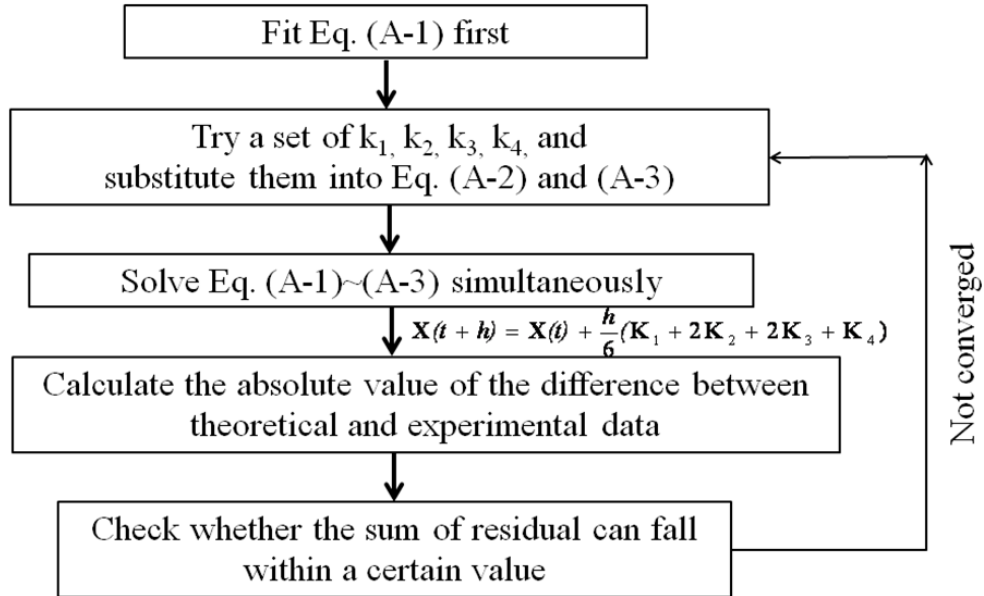 Fit Eq. (A-1) first
Try a set of k₁, k₂, k₃, k₄, and
substitute them into Eq. (A-2) and (A-3)
Solve Eq. (A-1)~(A-3) simultaneously
X(t + h) = X(t) + h/6 (K₁ + 2K₂ + 2K₃ + K₄)
Calculate the absolute value of the difference between
theoretical and experimental data
Check whether the sum of residual can fall
within a certain value
Not converged